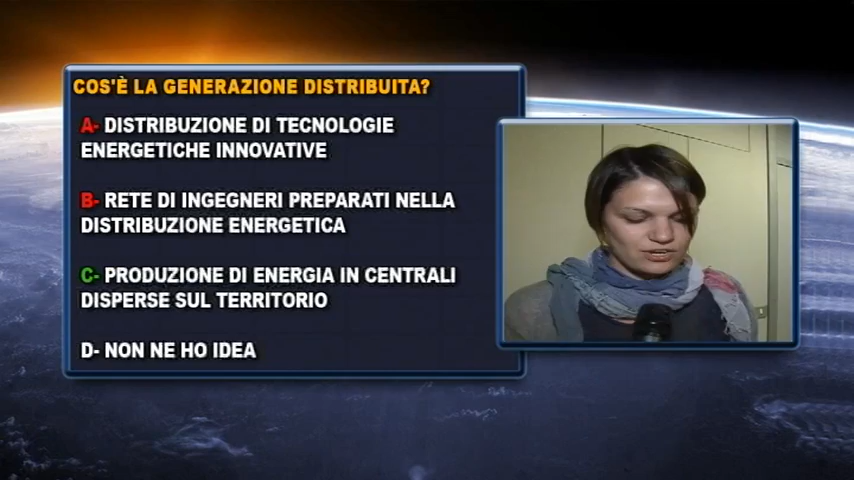 COS'È LA GENERAZIONE DISTRIBUITA?
A- DISTRIBUZIONE DI TECNOLOGIE
ENERGETICHE INNOVATIVE
B- RETE DI INGEGNERI PREPARATI NELLA
DISTRIBUZIONE ENERGETICA
C- PRODUZIONE DI ENERGIA IN CENTRALI
DISPERSE SUL TERRITORIO
D- NON NE HO IDEA